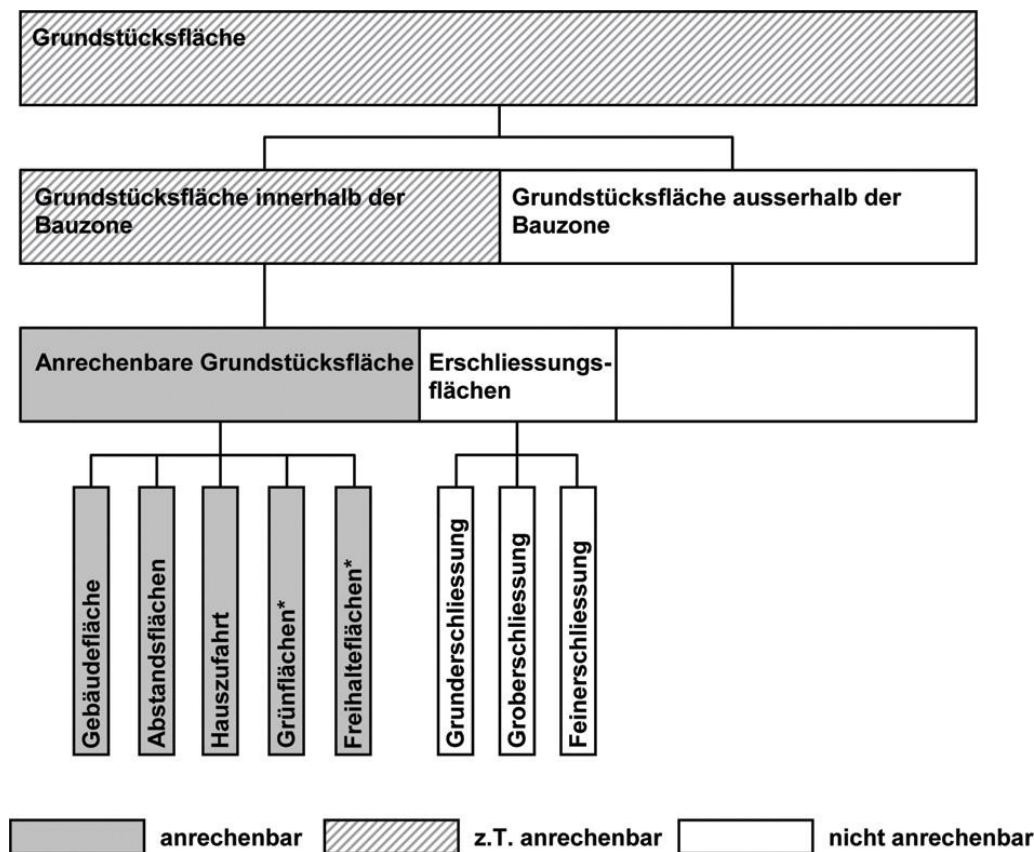 Grundstücksfläche
Grundstücksfläche innerhalb der
Bauzone
Grundstücksfläche ausserhalb der
Bauzone
Anrechenbare Grundstücksfläche
Erschliessungs-
flächen
Gebäudefläche
Abstandsflächen
Hauszufahrt
Grünflächen*
Freihalteflächen*
Grunderschliessung
Groberschliessung
Feinerschliessung
anrechenbar
z.T. anrechenbar
nicht anrechenbar